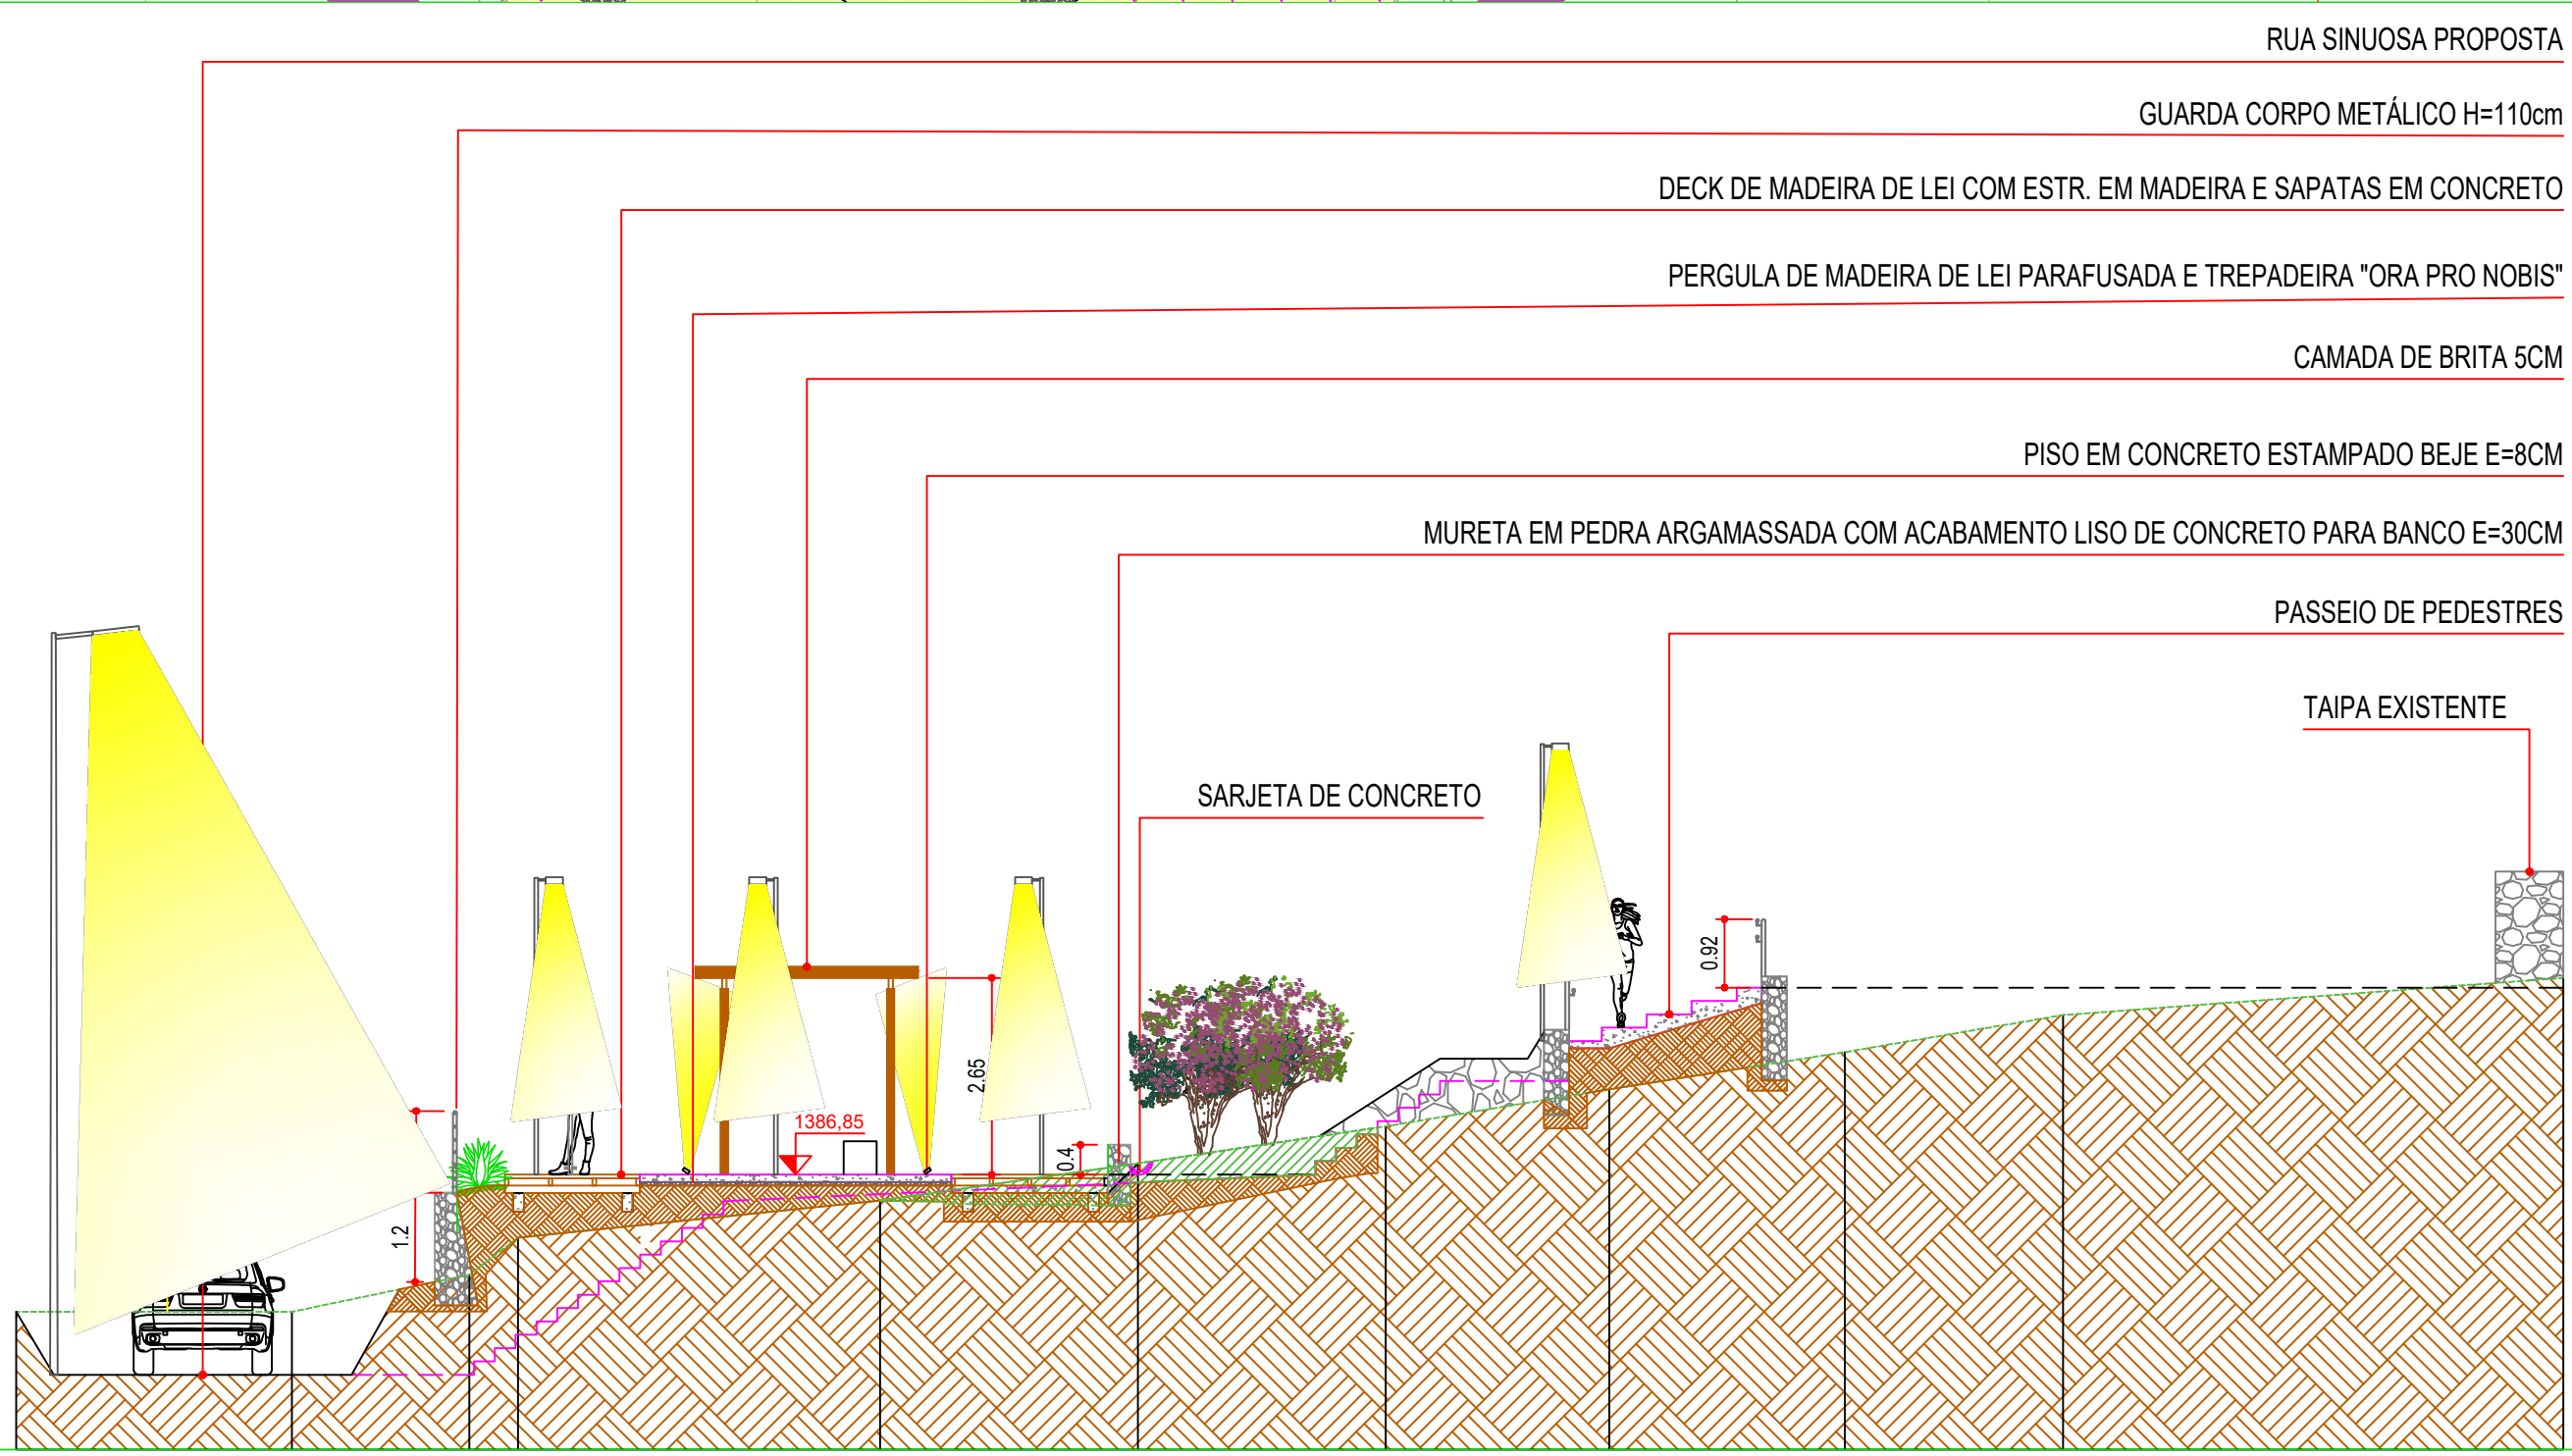 RUA SINUOSA PROPOSTA
GUARDA CORPO METÁLICO H=110cm
DECK DE MADEIRA DE LEI COM ESTR. EM MADEIRA E SAPATAS EM CONCRETO
PERGULA DE MADEIRA DE LEI PARAFUSADA E TREPADEIRA "ORA PRO NOBIS"
CAMADA DE BRITA 5CM
PISO EM CONCRETO ESTAMPADO BEJE E=8CM
MURETA EM PEDRA ARGAMASSADA COM ACABAMENTO LISO DE CONCRETO PARA BANCO E=30CM
PASSEIO DE PEDESTRES
TAIPA EXISTENTE
SARJETA DE CONCRETO
0.92
2.65
1386,85
0.4
1.2